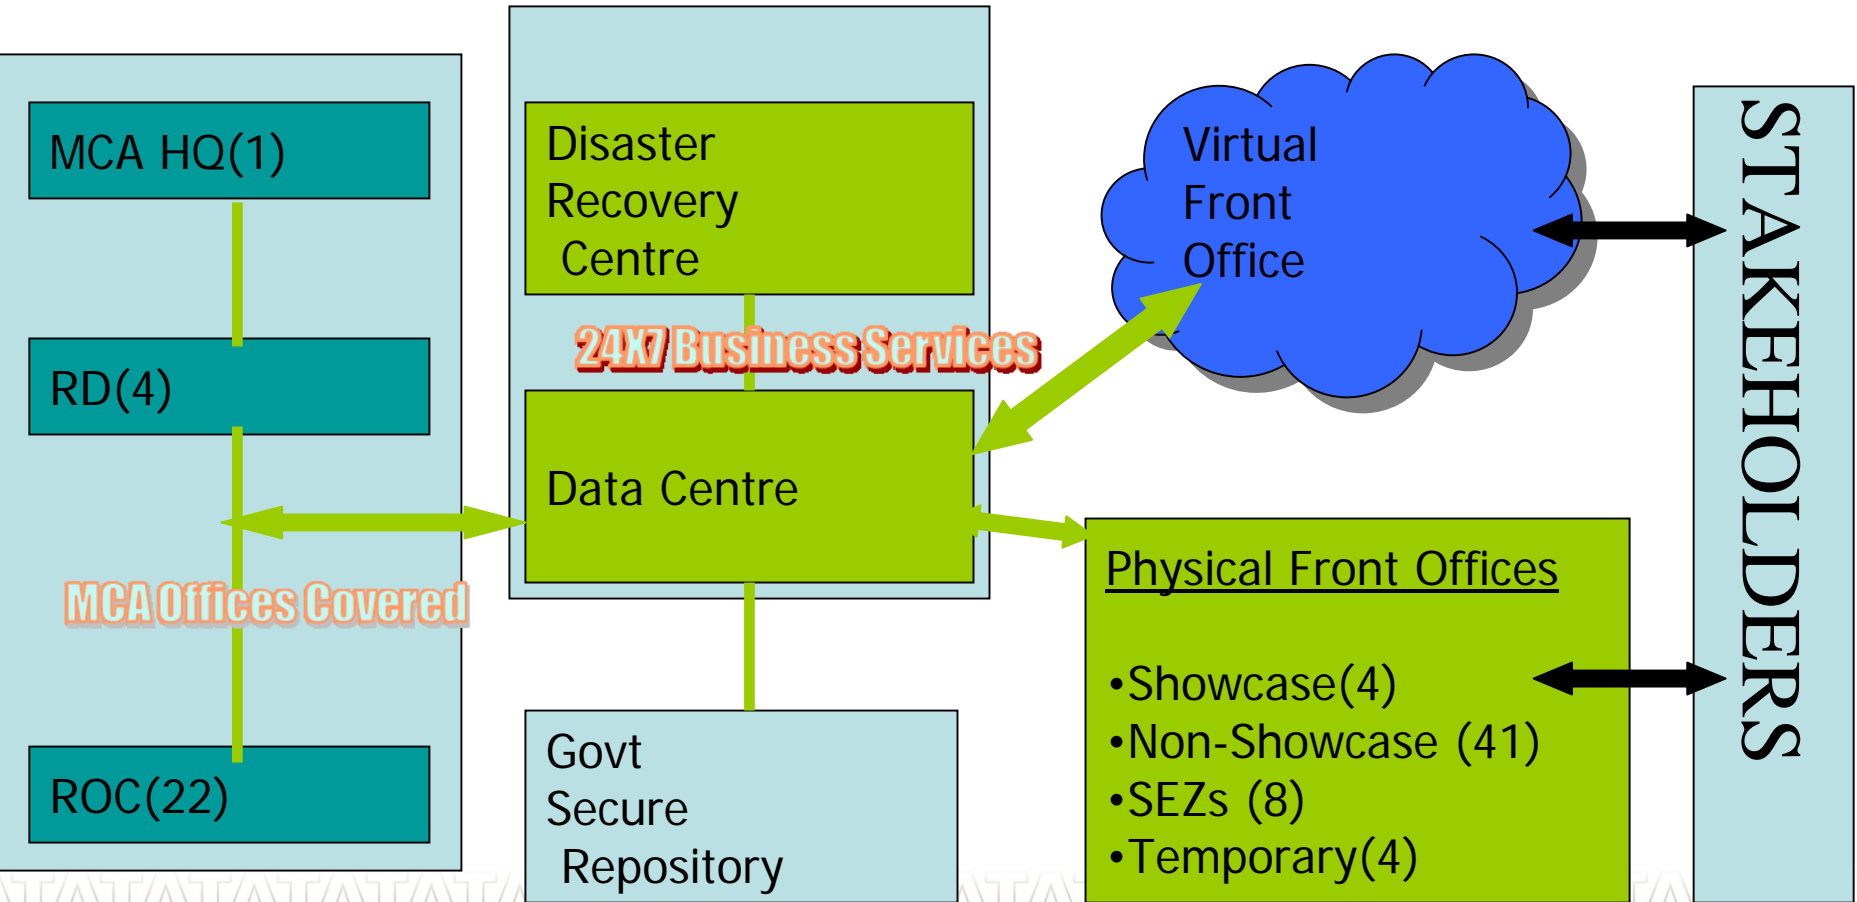 MCA HQ(1)
RD(4)
MCA Offices Covered
ROC(22)
Disaster
Recovery
Centre
24X7 Business Services
Data Centre
Govt
Secure
Repository
Virtual
Front
Office
Physical Front Offices
•Showcase(4)
•Non-Showcase (41)
•SEZs (8)
•Temporary(4)
STAKEHOLDERS